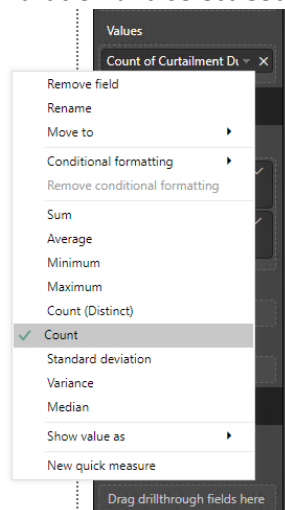 Values
Count of Curtailment Du
Remove field
Rename
Move to
Conditional formatting
Remove conditional formatting
Sum
Average
Minimum
Maximum
Count (Distinct)
Count
Standard deviation
Variance
Median
Show value as
New quick measure
Drag drillthrough fields here